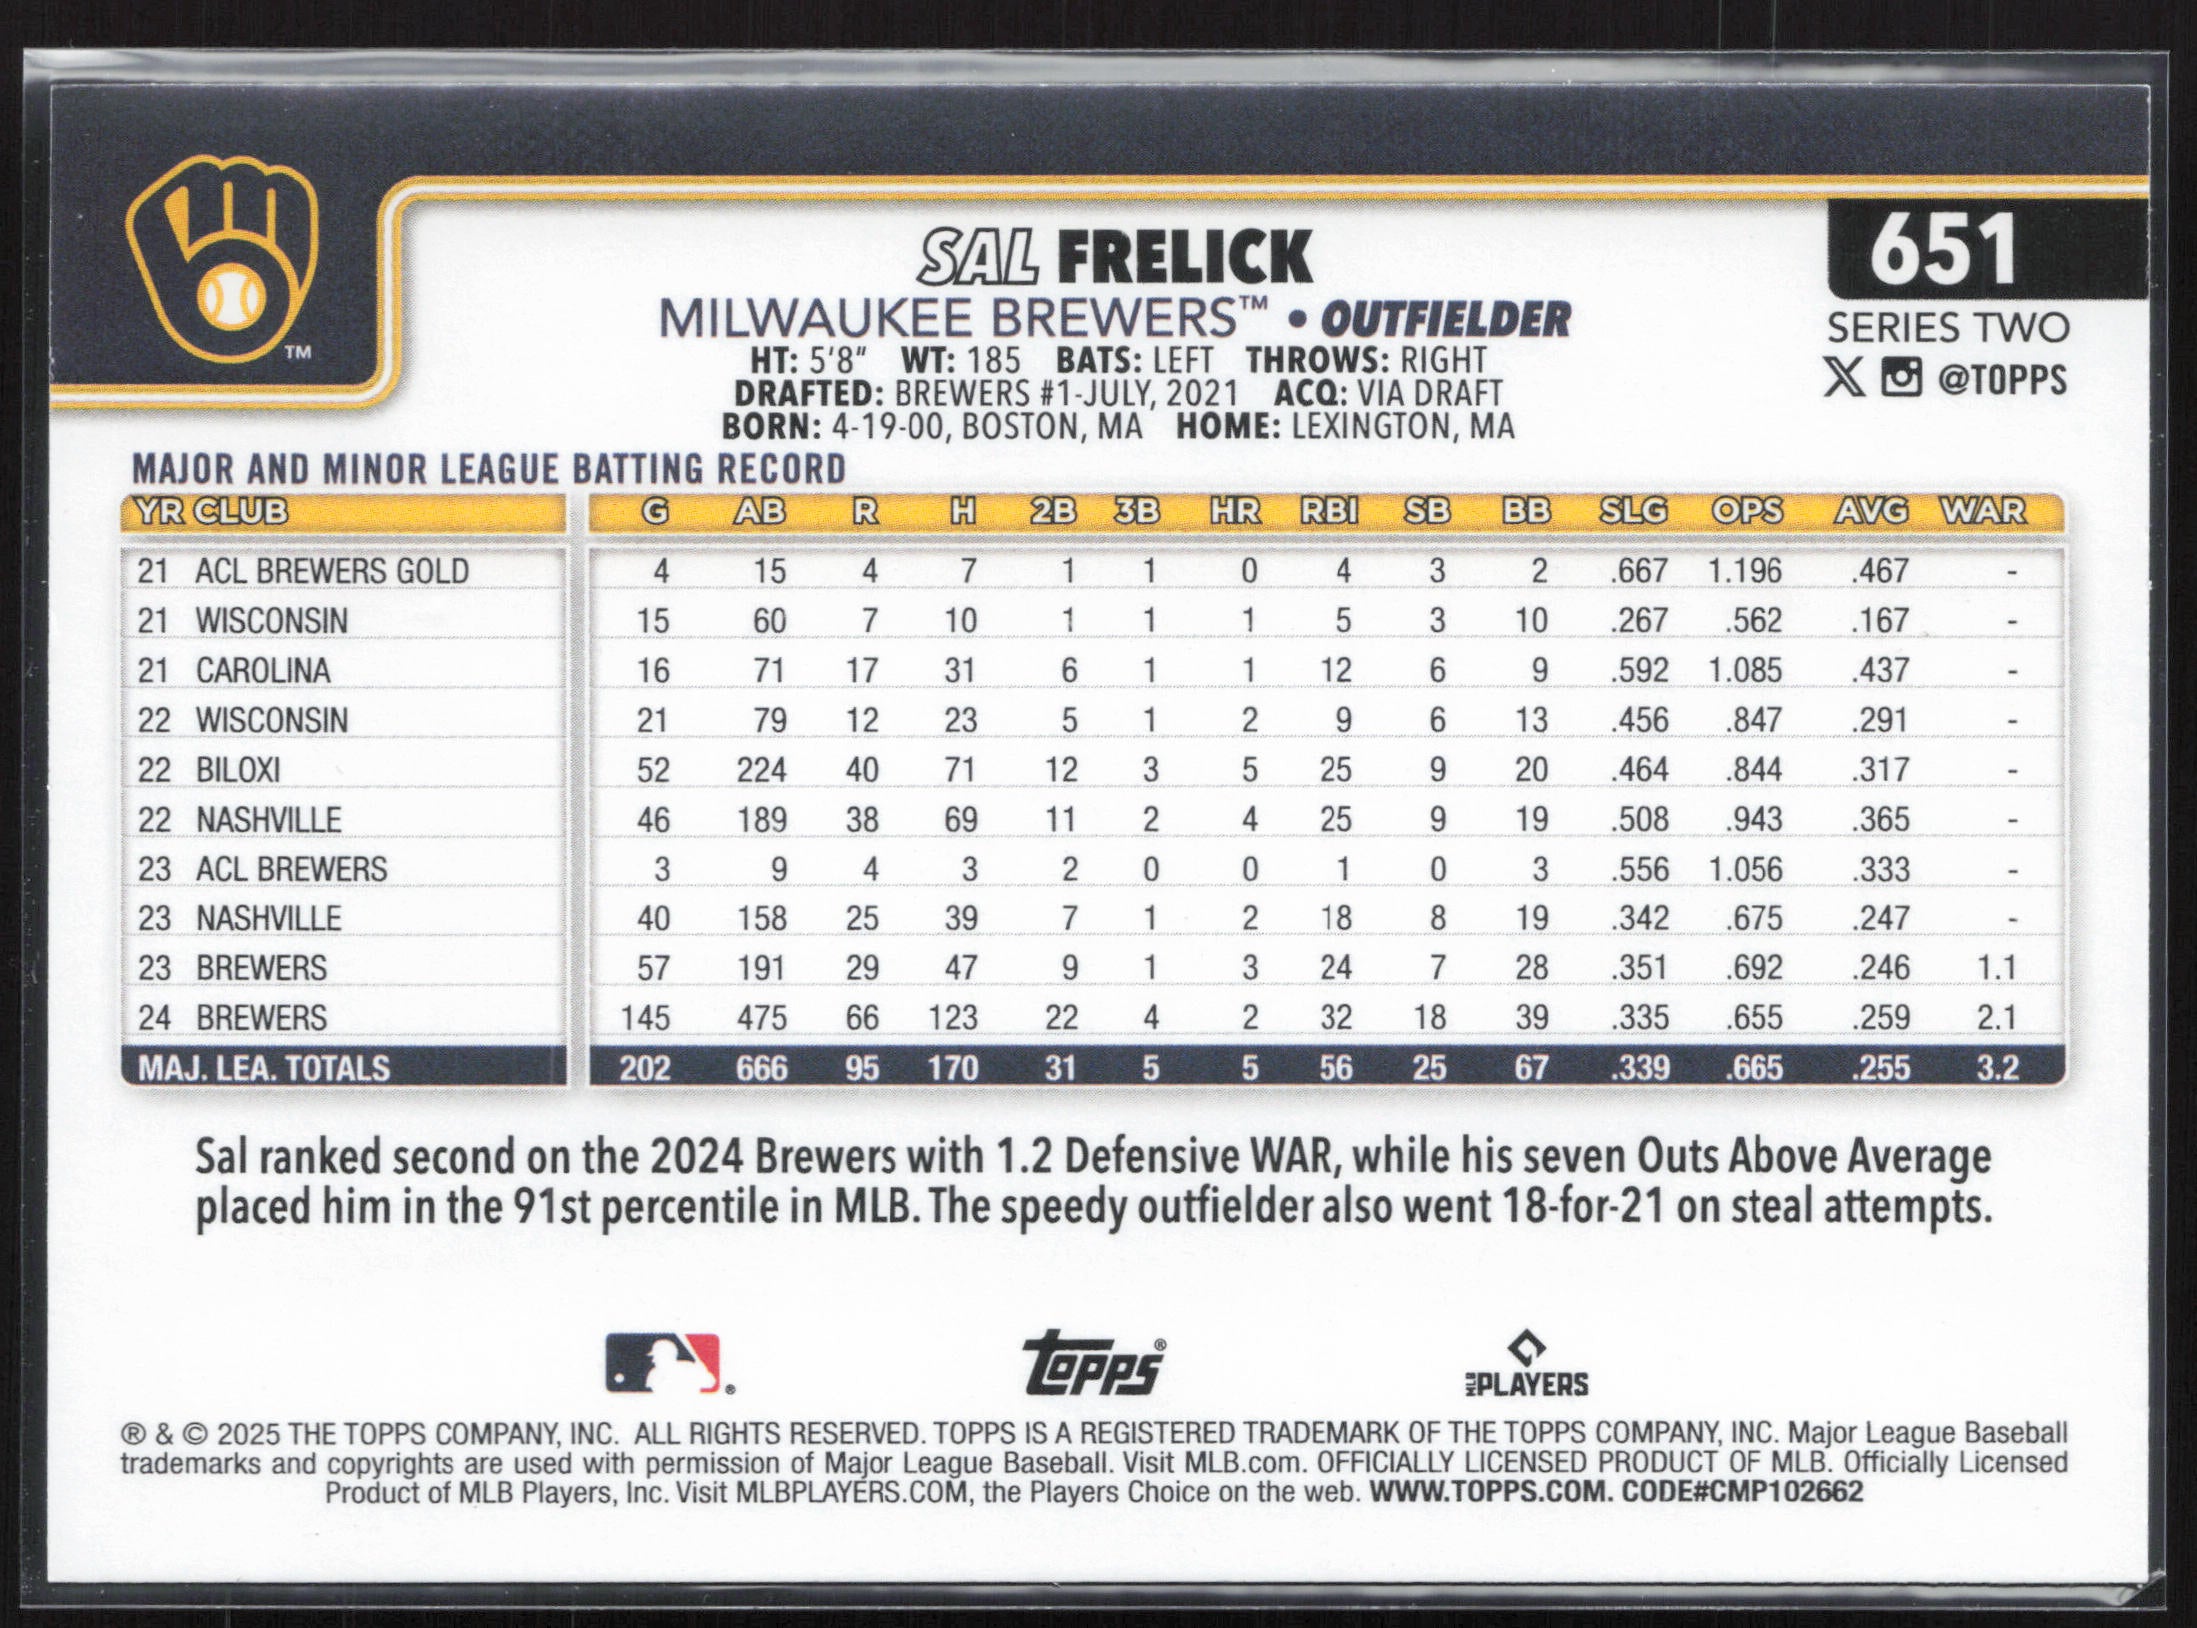 651
SAL FRELICK
MILWAUKEE BREWERS™ • OUTFIELDER
SERIES TWO
HT: 5'8" WT: 185 BATS: LEFT THROWS: RIGHT
@TOPPS
DRAFTED: BREWERS #1-JULY, 2021 ACQ: VIA DRAFT
BORN: 4-19-00, BOSTON, MA HOME: LEXINGTON, MA
TM
MAJOR AND MINOR LEAGUE BATTING RECORD
YR CLUB G AB R H 2B 3B HR RBI SB BB SLG OPS AVG WAR
21 ACL BREWERS GOLD 4 15 4 7 1 1 0 4 3 2 .667 1.196 .467 -
21 WISCONSIN 15 60 7 10 1 1 1 5 3 10 .267 .562 .167 -
21 CAROLINA 16 71 17 31 6 1 1 12 6 9 .592 1.085 .437 -
22 WISCONSIN 21 79 12 23 5 1 2 9 6 13 .456 .847 .291 -
22 BILOXI 52 224 40 71 12 3 5 25 9 20 .464 .844 .317 -
22 NASHVILLE 46 189 38 69 11 2 4 25 9 19 .508 .943 .365 -
23 ACL BREWERS 3 9 4 3 2 0 0 1 0 3 .556 1.056 .333 -
23 NASHVILLE 40 158 25 39 7 1 2 18 8 19 .342 .675 .247 -
23 BREWERS 57 191 29 47 9 1 3 24 7 28 .351 .692 .246 1.1
24 BREWERS 145 475 66 123 22 4 2 32 18 39 .335 .655 .259 2.1
MAJ. LEA. TOTALS 202 666 95 170 31 5 5 56 25 67 .339 .665 .255 3.2
Sal ranked second on the 2024 Brewers with 1.2 Defensive WAR, while his seven Outs Above Average
placed him in the 91st percentile in MLB. The speedy outfielder also went 18-for-21 on steal attempts.
®
TOPPS®
MLB PLAYERS
® & © 2025 THE TOPPS COMPANY, INC. ALL RIGHTS RESERVED. TOPPS IS A REGISTERED TRADEMARK OF THE TOPPS COMPANY, INC. Major League Baseball
trademarks and copyrights are used with permission of Major League Baseball. Visit MLB.com. OFFICIALLY LICENSED PRODUCT OF MLB. Officially Licensed
Product of MLB Players, Inc. Visit MLBPLAYERS.COM, the Players Choice on the web. WWW.TOPPS.COM. CODE#CMP102662